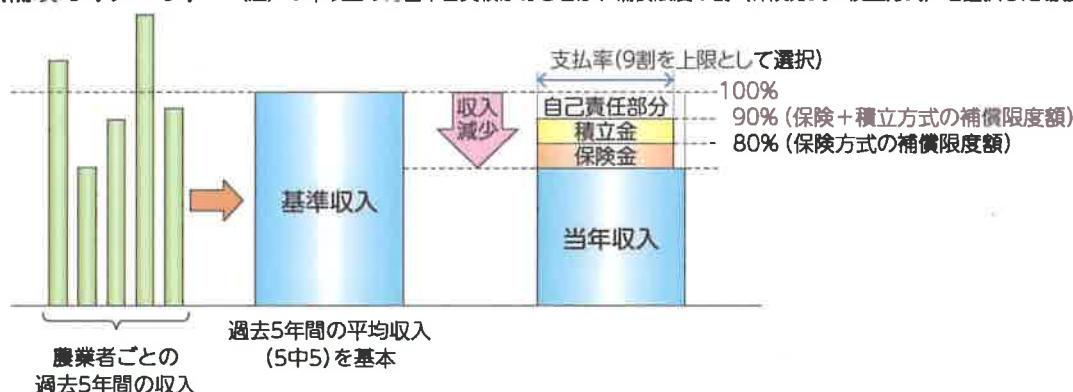 支払率(9割を上限として選択)
100%
90%(保険+積立方式の補償限度額)
80%(保険方式の補償限度額)
収入
減少
自己責任部分
積立金
保険金
基準収入
当年収入
過去5年間の平均収入
(5中5)を基本
農業者ごとの
過去5年間の収入